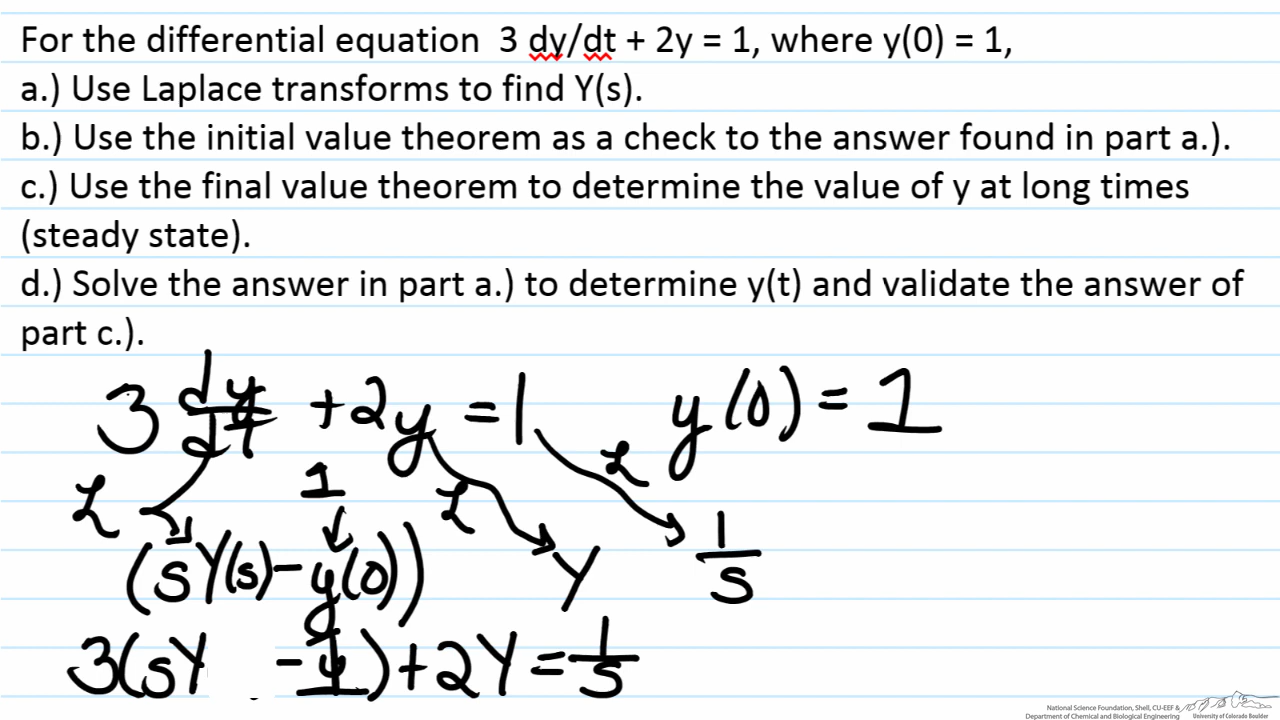 For the differential equation 3 dy/dt + 2y = 1, where y(0) = 1,
a.) Use Laplace transforms to find Y(s).
b.) Use the initial value theorem as a check to the answer found in part a.).
c.) Use the final value theorem to determine the value of y at long times
(steady state).
d.) Solve the answer in part a.) to determine y(t) and validate the answer of
part c.).
3 dy/dt + 2y = 1 y(0) = 1
ℒ 1 ℒ ℒ
(sY(s) - y(0)) Y 1/s
3(sY - 1) + 2Y = 1/s
National Science Foundation, Shell, CU-EEF &
Department of Chemical and Biological Engineering University of Colorado Boulder